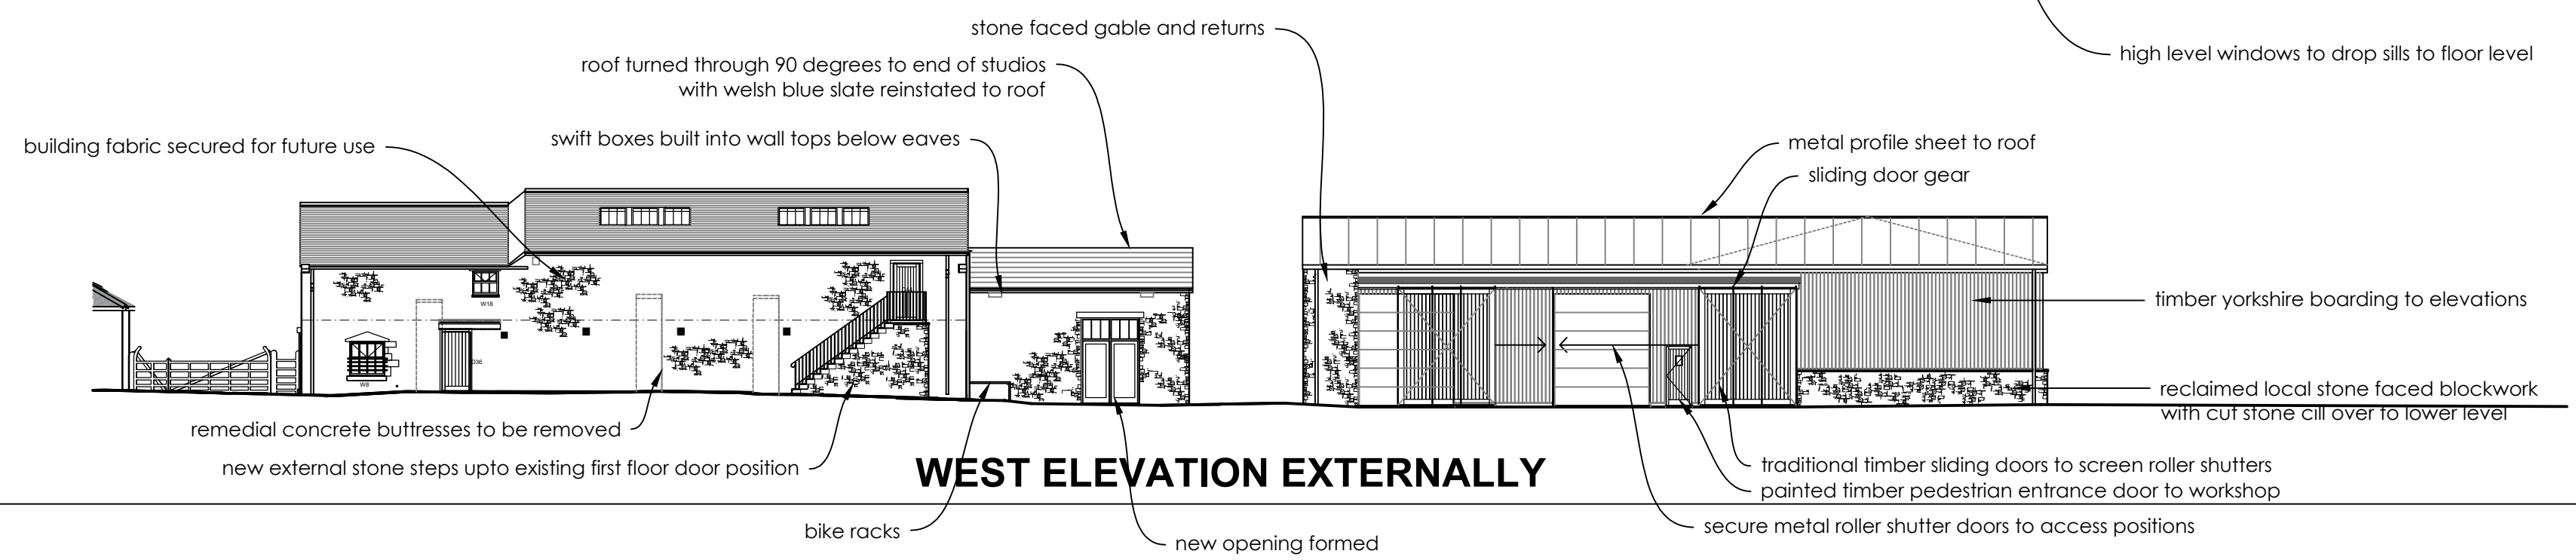 stone faced gable and returns
high level windows to drop sills to floor level
roof turned through 90 degrees to end of studios
with welsh blue slate reinstated to roof
building fabric secured for future use
swift boxes built into wall tops below eaves
metal profile sheet to roof
sliding door gear
W18
timber yorkshire boarding to elevations
D36
W8
reclaimed local stone faced blockwork
with cut stone cill over to lower level
remedial concrete buttresses to be removed
new external stone steps upto existing first floor door position
WEST ELEVATION EXTERNALLY
traditional timber sliding doors to screen roller shutters
painted timber pedestrian entrance door to workshop
secure metal roller shutter doors to access positions
bike racks
new opening formed